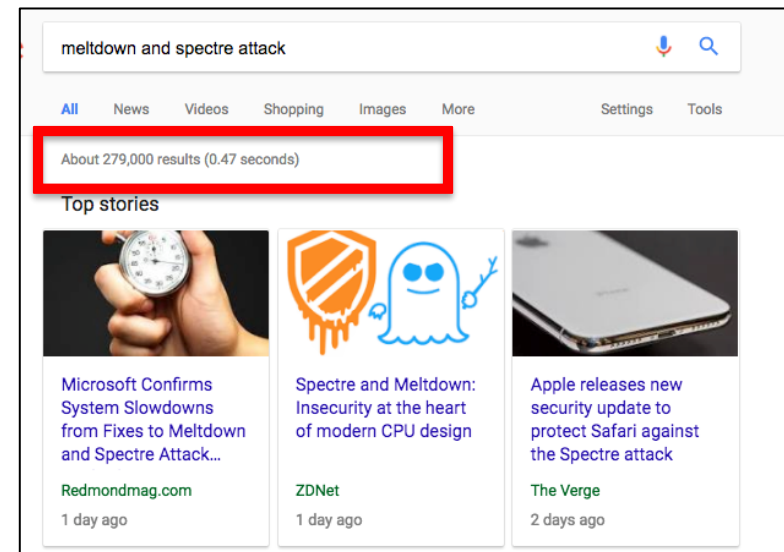 meltdown and spectre attack
All News Videos Shopping Images More Settings Tools
About 279,000 results (0.47 seconds)
Top stories
Microsoft Confirms
System Slowdowns
from Fixes to Meltdown
and Spectre Attack...
Redmondmag.com
1 day ago
Spectre and Meltdown:
Insecurity at the heart
of modern CPU design
ZDNet
1 day ago
Apple releases new
security update to
protect Safari against
the Spectre attack
The Verge
2 days ago